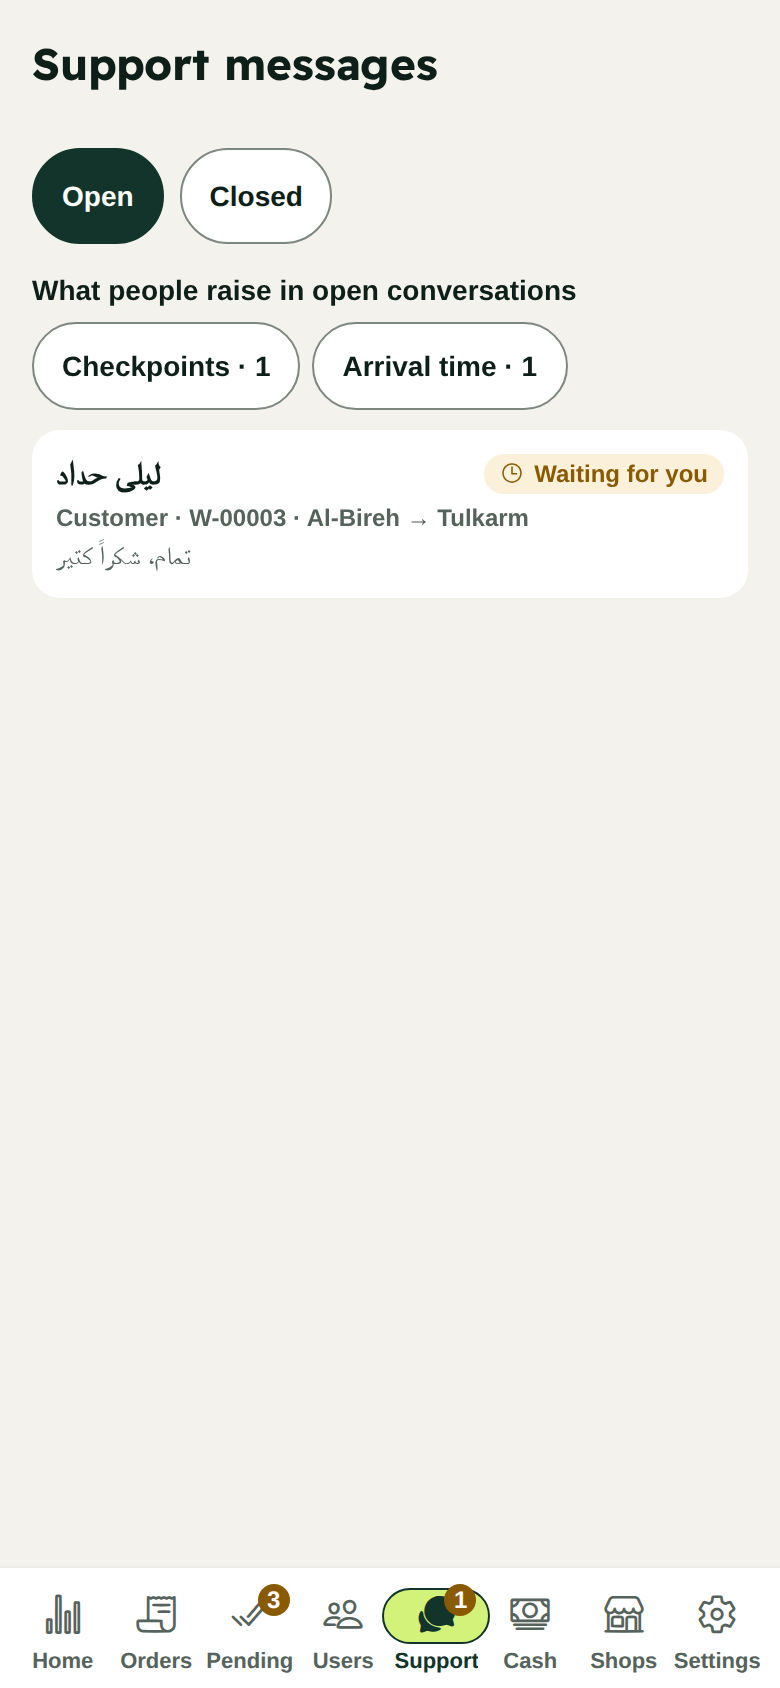 Support messages
Open Closed
What people raise in open conversations
Checkpoints · 1 Arrival time · 1
ليلى حداد Waiting for you
Customer · W-00003 · Al-Bireh → Tulkarm
تمام، شكراً كتير
3 1
Home Orders Pending Users Support Cash Shops Settings